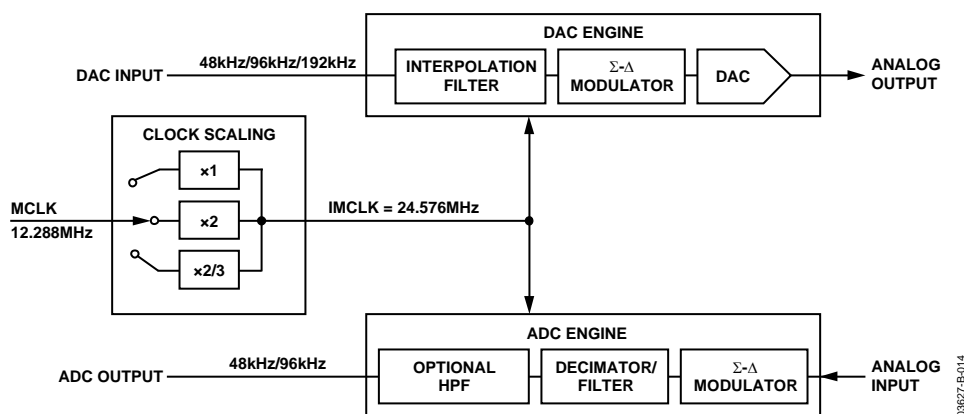 DAC ENGINE
DAC INPUT
48kHz/96kHz/192kHz
INTERPOLATION
FILTER
Σ-Δ
MODULATOR
DAC
ANALOG
OUTPUT
CLOCK SCALING
×1
MCLK
12.288MHz
×2
IMCLK = 24.576MHz
×2/3
ADC ENGINE
ADC OUTPUT
48kHz/96kHz
OPTIONAL
HPF
DECIMATOR/
FILTER
Σ-Δ
MODULATOR
ANALOG
INPUT
03627-B-014